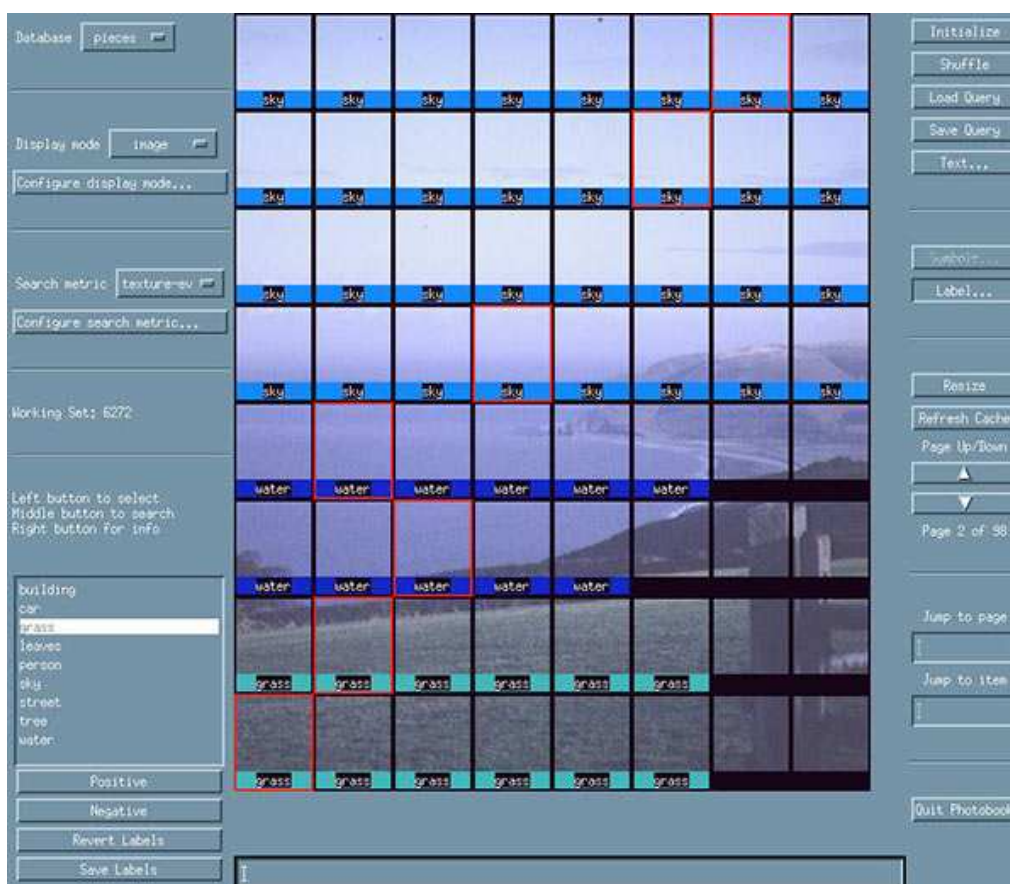 Database pieces
Display mode image
Configure display mode...
Search metric texture-ev
Configure search metric...
Working Set: 6272
Left button to select
Middle button to search
Right button for info
building
car
grass
leaves
person
sky
street
tree
water
Positive
Negative
Revert Labels
Save Labels
sky sky sky sky sky sky sky sky
sky sky sky sky sky sky sky sky
sky sky sky sky sky sky sky sky
sky sky sky sky sky sky sky sky
water water water water water water
water water water water water
grass grass grass grass grass grass
grass grass grass grass grass grass
Initialize
Shuffle
Load Query
Save Query
Text...
Symbols...
Label...
Resize
Refresh Cache
Page Up/Down
Page 2 of 98
Jump to page
Jump to item
Quit Photobook